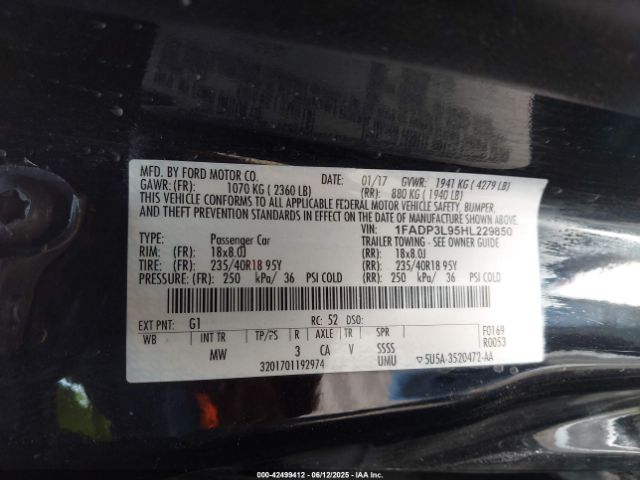 MFD. BY FORD MOTOR CO.
DATE: 01/17 GVWR: 1941 KG ( 4279 LB)
GAWR: (FR): 1070 KG ( 2360 LB) (RR): 880 KG ( 1940 LB)
THIS VEHICLE CONFORMS TO ALL APPLICABLE FEDERAL MOTOR VEHICLE SAFETY, BUMPER,
AND THEFT PREVENTION STANDARDS IN EFFECT ON THE DATE OF MANUFACTURE SHOWN ABOVE.
VIN: 1FADP3L95HL229850
TYPE: Passenger Car TRAILER TOWING - SEE OWNER GUIDE
RIM: 18x8.0J 18x8.0J
TIRE: (FR) 235/40R18 95Y (RR) 235/40R18 95Y
PRESSURE: (FR) 250 kPa/ 36 PSI COLD (RR) 250 kPa/ 36 PSI COLD
EXT PNT: G1 RC: 52 DSO: F0169
WB INT TR TP/PS R AXLE TR SPR R0053
MW 3 CA V SSSS
3201701192974 UMU 5U5A-3520472-AA
000-42499412 - 06/12/2025 - IAA Inc.